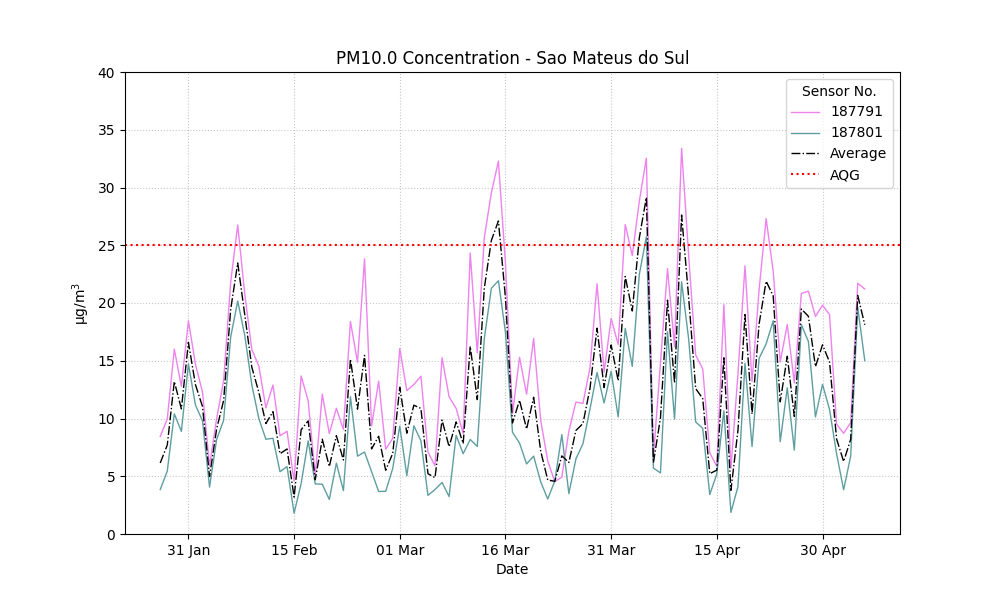 PM10.0 Concentration - Sao Mateus do Sul
Sensor No.
187791
187801
Average
AQG
40
35
30
25
20
15
10
5
0
µg/m³
31 Jan
15 Feb
01 Mar
16 Mar
31 Mar
15 Apr
30 Apr
Date